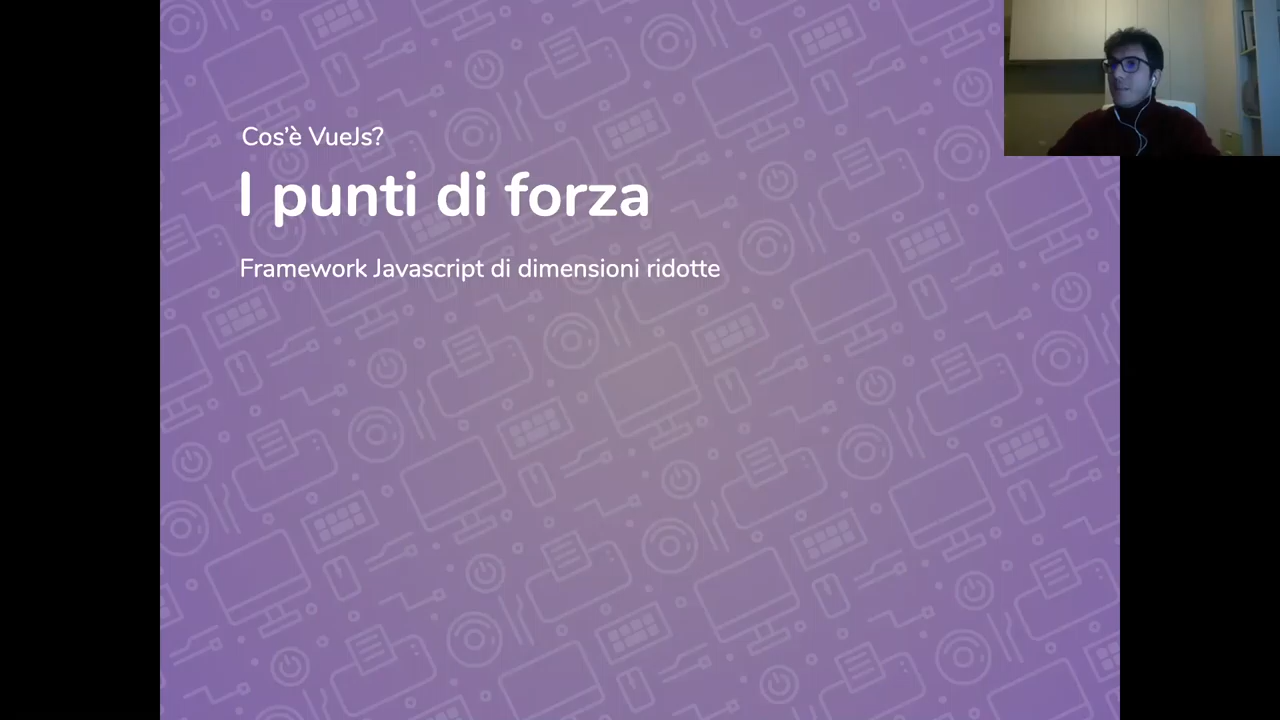 Cos’è VueJs?
I punti di forza
Framework Javascript di dimensioni ridotte